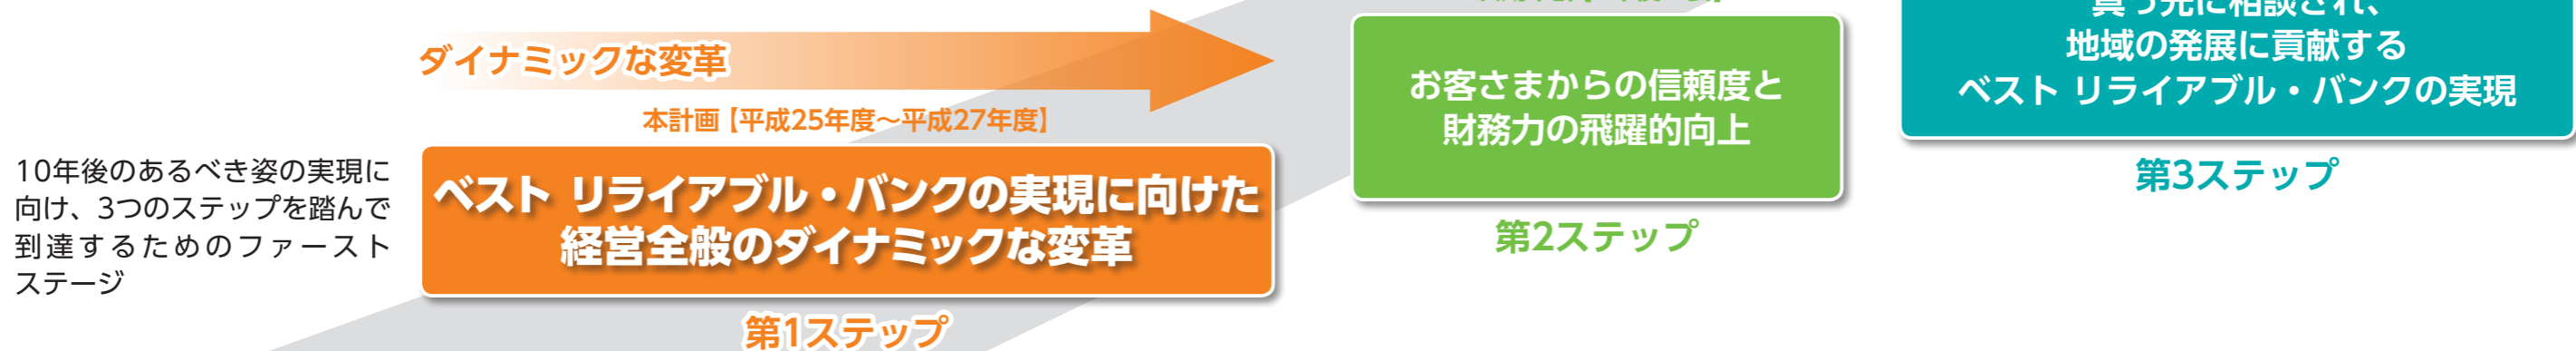 ダイナミックな変革
本計画【平成25年度～平成27年度】
10年後のあるべき姿の実現に
向け、3つのステップを踏んで
到達するためのファースト
ステージ
ベスト リライアブル・バンクの実現に向けた
経営全般のダイナミックな変革
第1ステップ
お客さまからの信頼度と
財務力の飛躍的向上
第2ステップ
真っ先に相談され、
地域の発展に貢献する
ベスト リライアブル・バンクの実現
第3ステップ